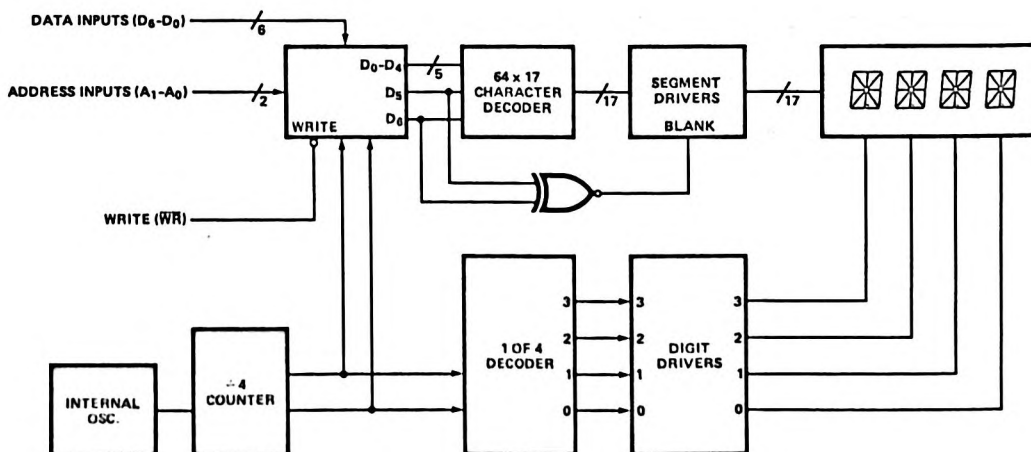 DATA INPUTS (D6-D0)
6
ADDRESS INPUTS (A1-A0)
2
WRITE
D0-D4
D5
D6
5
64 x 17
CHARACTER
DECODER
17
SEGMENT
DRIVERS
BLANK
17
WRITE (WR)
INTERNAL
OSC.
÷4
COUNTER
1 OF 4
DECODER
3
2
1
0
3
2
1
0
DIGIT
DRIVERS
3
2
1
0